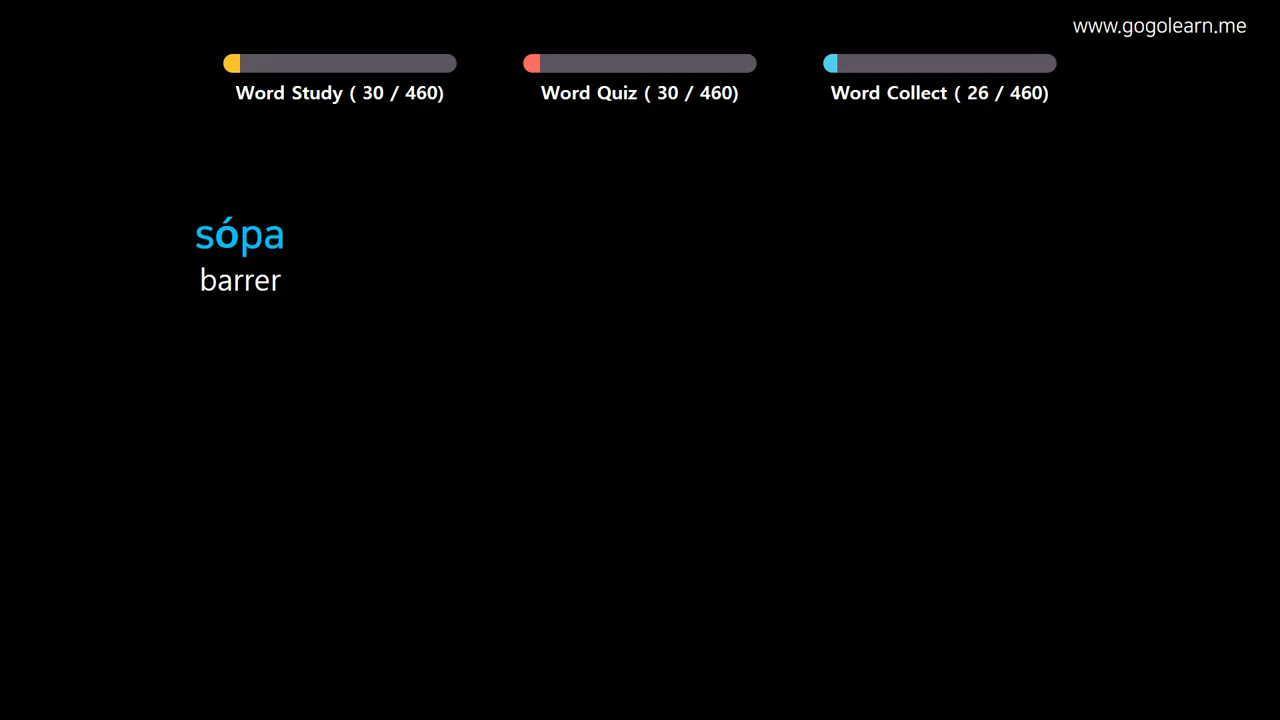 www.gogolearn.me
Word Study ( 30 / 460)
Word Quiz ( 30 / 460)
Word Collect ( 26 / 460)
sópa
barrer